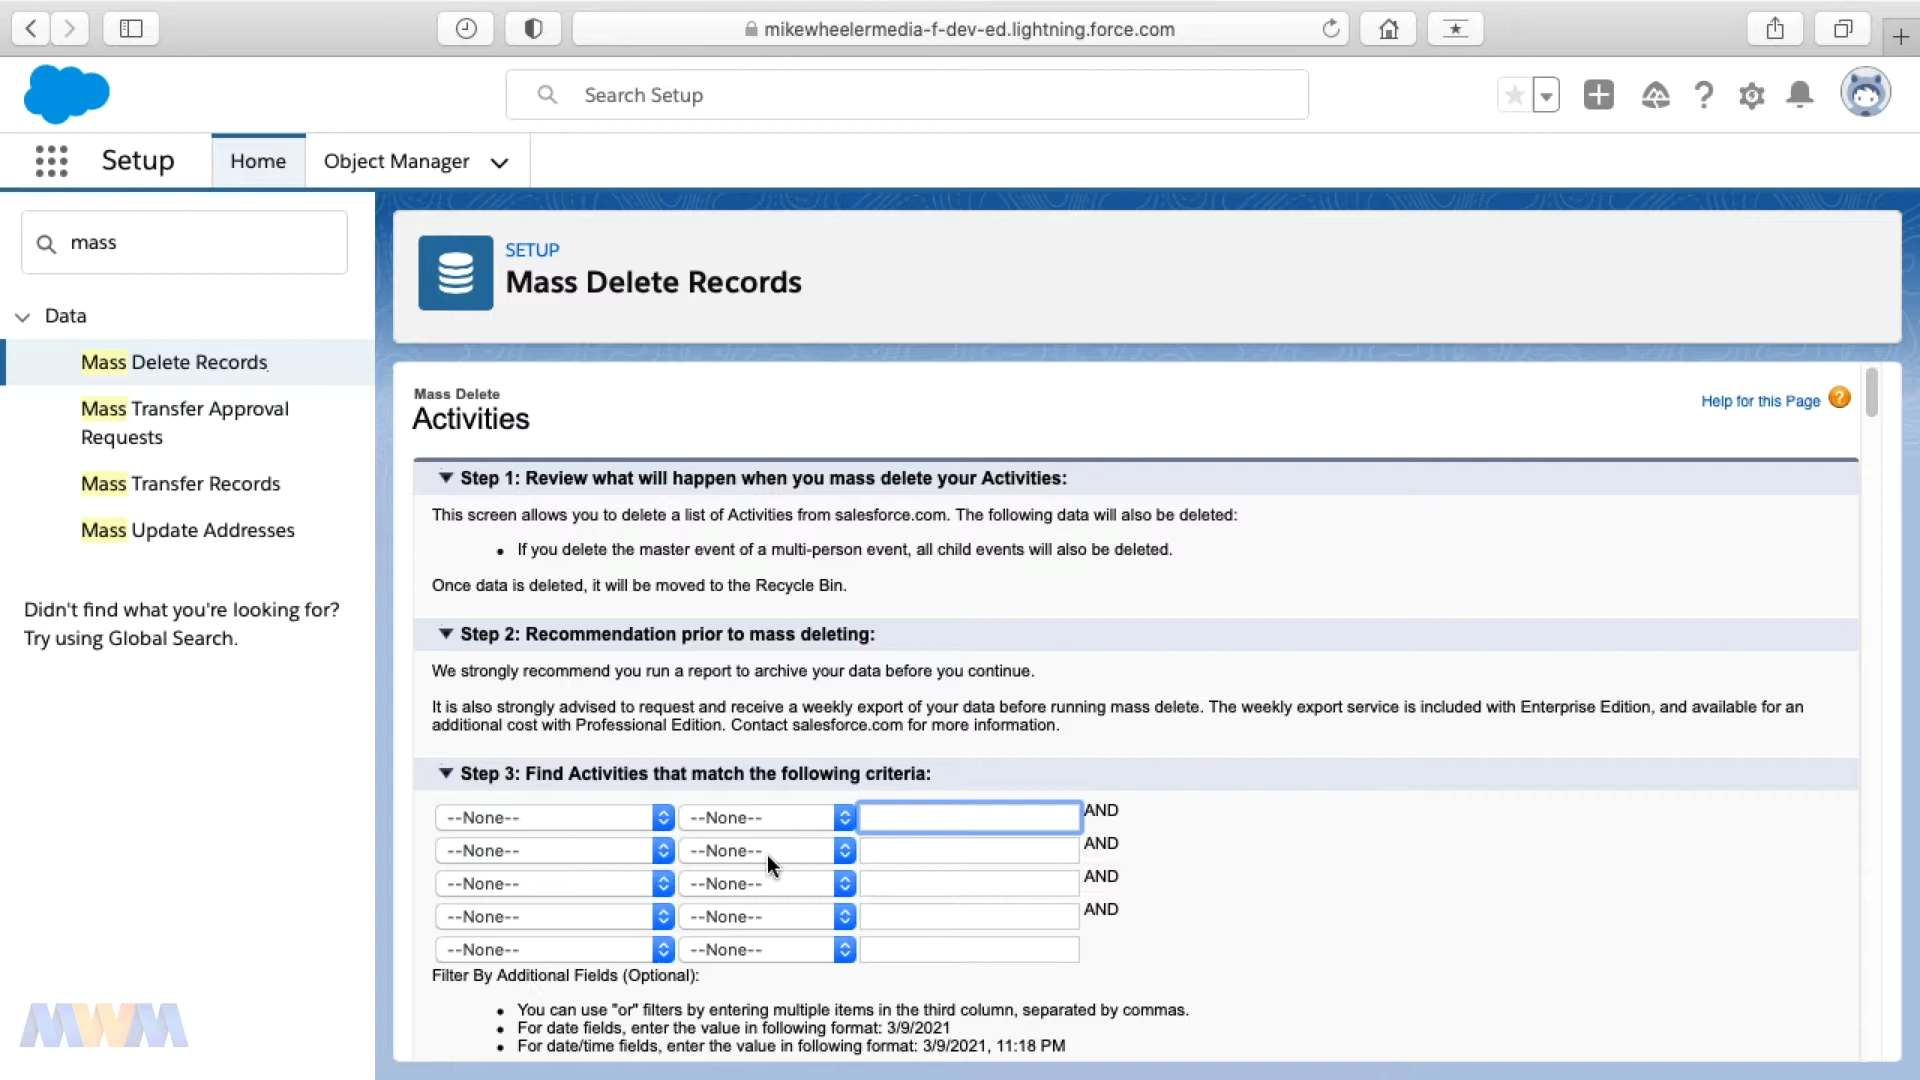 mikewheelermedia-f-dev-ed.lightning.force.com
Search Setup
Setup
Home
Object Manager
mass
Data
Mass Delete Records
Mass Transfer Approval
Requests
Mass Transfer Records
Mass Update Addresses
Didn't find what you're looking for?
Try using Global Search.
SETUP
Mass Delete Records
Mass Delete
Activities
Help for this Page
Step 1: Review what will happen when you mass delete your Activities:
This screen allows you to delete a list of Activities from salesforce.com. The following data will also be deleted:
• If you delete the master event of a multi-person event, all child events will also be deleted.
Once data is deleted, it will be moved to the Recycle Bin.
Step 2: Recommendation prior to mass deleting:
We strongly recommend you run a report to archive your data before you continue.
It is also strongly advised to request and receive a weekly export of your data before running mass delete. The weekly export service is included with Enterprise Edition, and available for an
additional cost with Professional Edition. Contact salesforce.com for more information.
Step 3: Find Activities that match the following criteria:
--None-- --None-- AND
--None-- --None-- AND
--None-- --None-- AND
--None-- --None-- AND
--None-- --None--
Filter By Additional Fields (Optional):
• You can use "or" filters by entering multiple items in the third column, separated by commas.
• For date fields, enter the value in following format: 3/9/2021
• For date/time fields, enter the value in following format: 3/9/2021, 11:18 PM
MWM